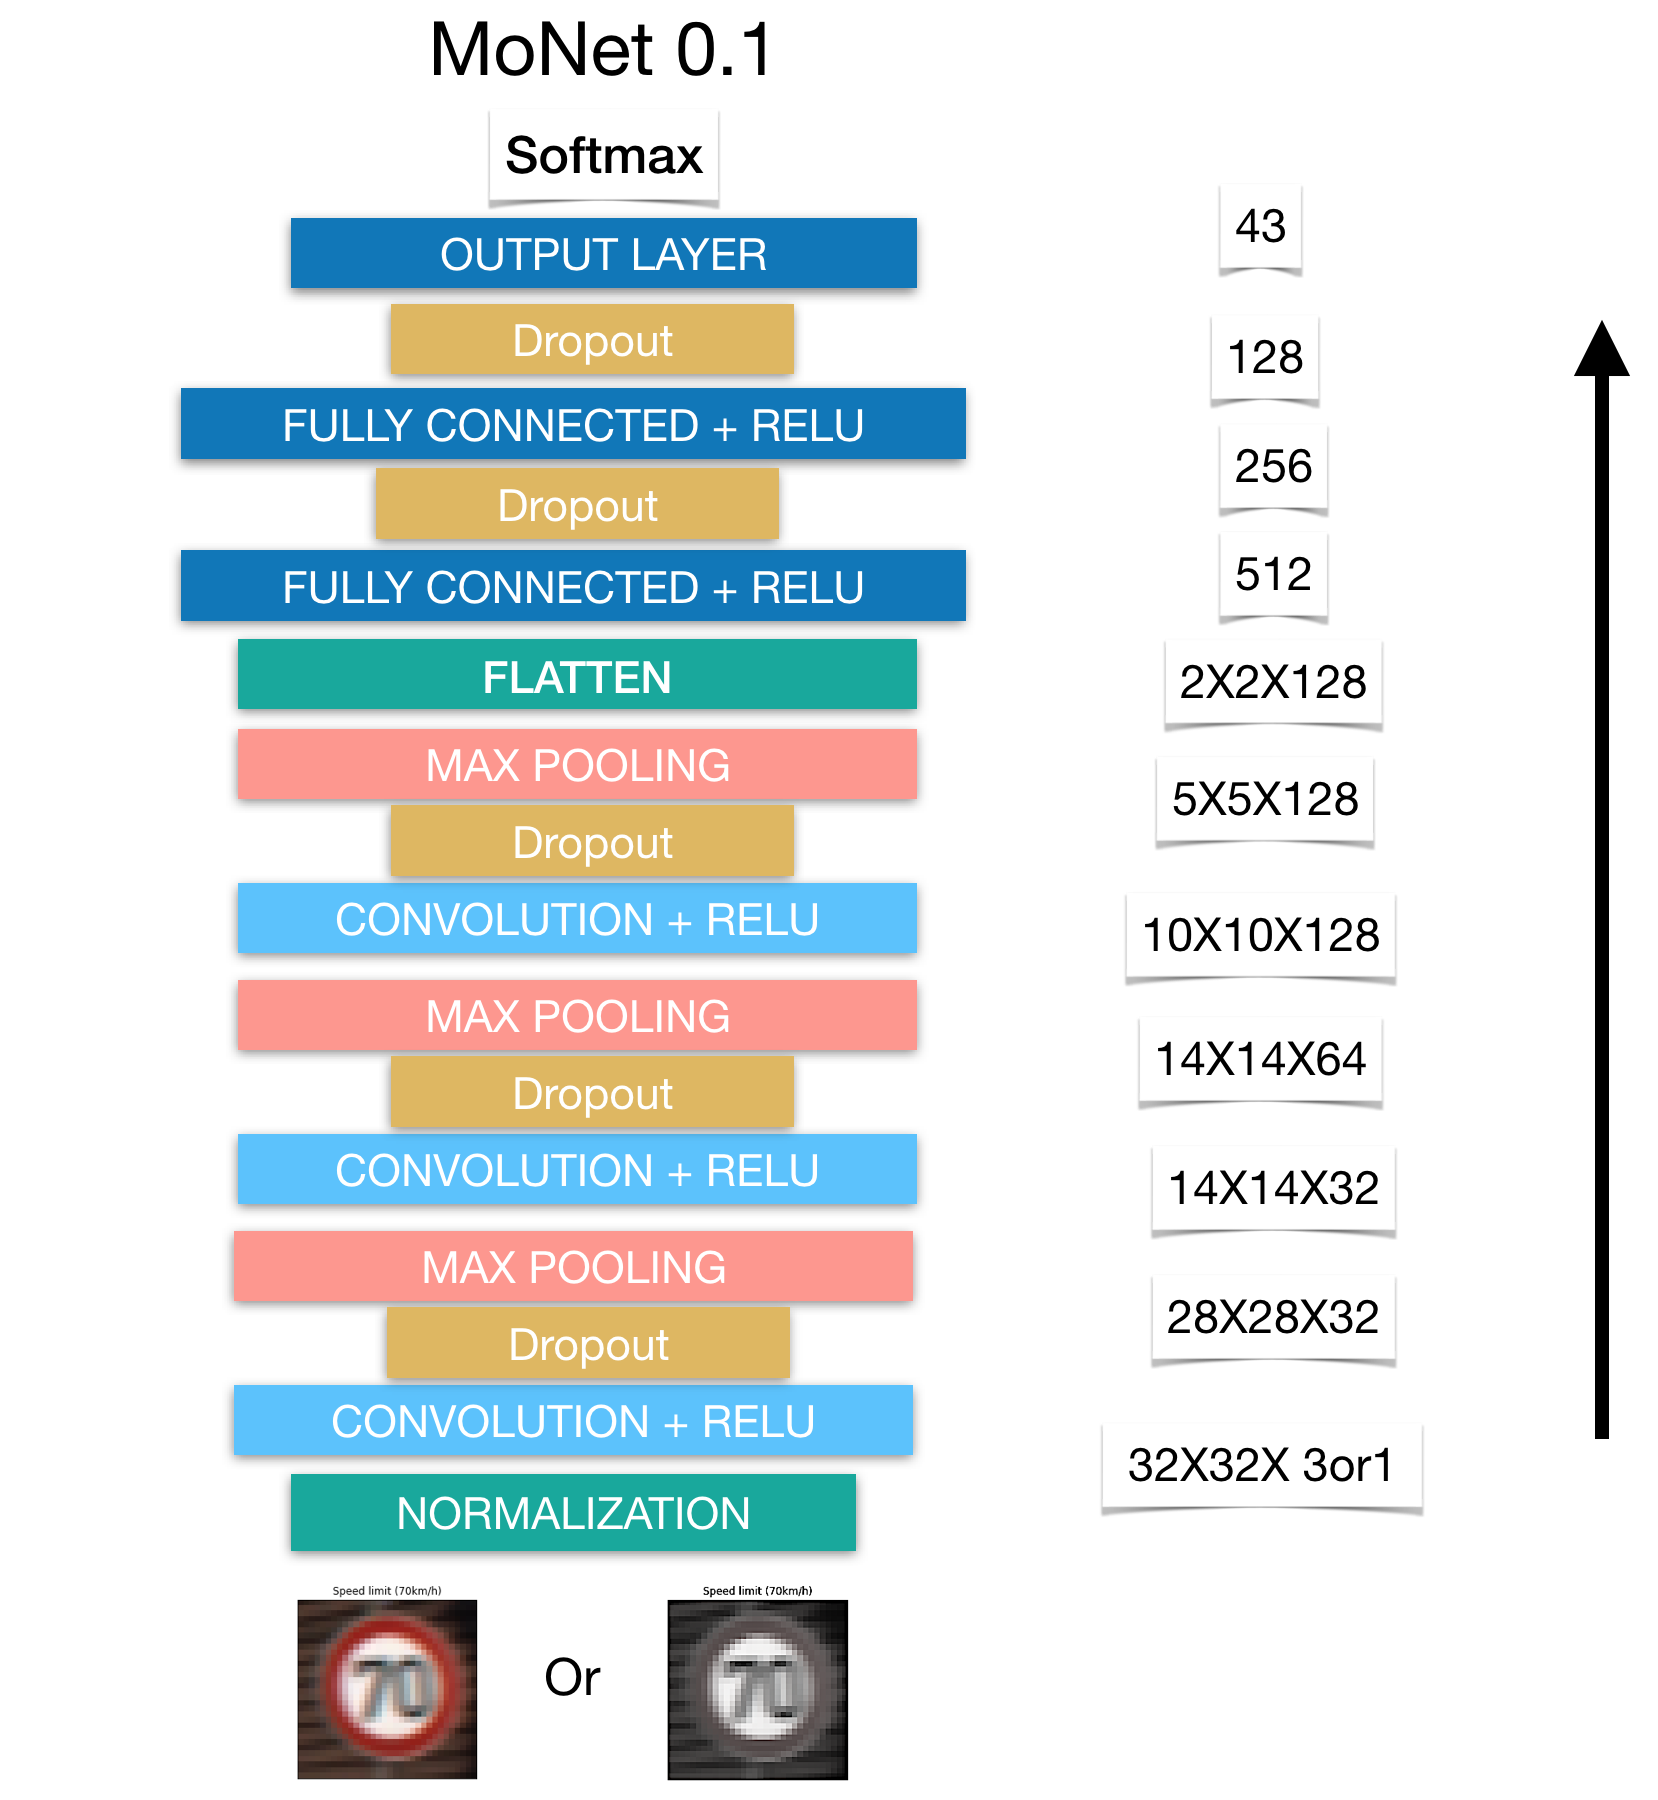 MoNet 0.1
Softmax
OUTPUT LAYER
Dropout
FULLY CONNECTED + RELU
Dropout
FULLY CONNECTED + RELU
FLATTEN
MAX POOLING
Dropout
CONVOLUTION + RELU
MAX POOLING
Dropout
CONVOLUTION + RELU
MAX POOLING
Dropout
CONVOLUTION + RELU
NORMALIZATION
43
128
256
512
2X2X128
5X5X128
10X10X128
14X14X64
14X14X32
28X28X32
32X32X 3or1
Speed limit (70km/h)
70
Or
Speed limit (70km/h)
70